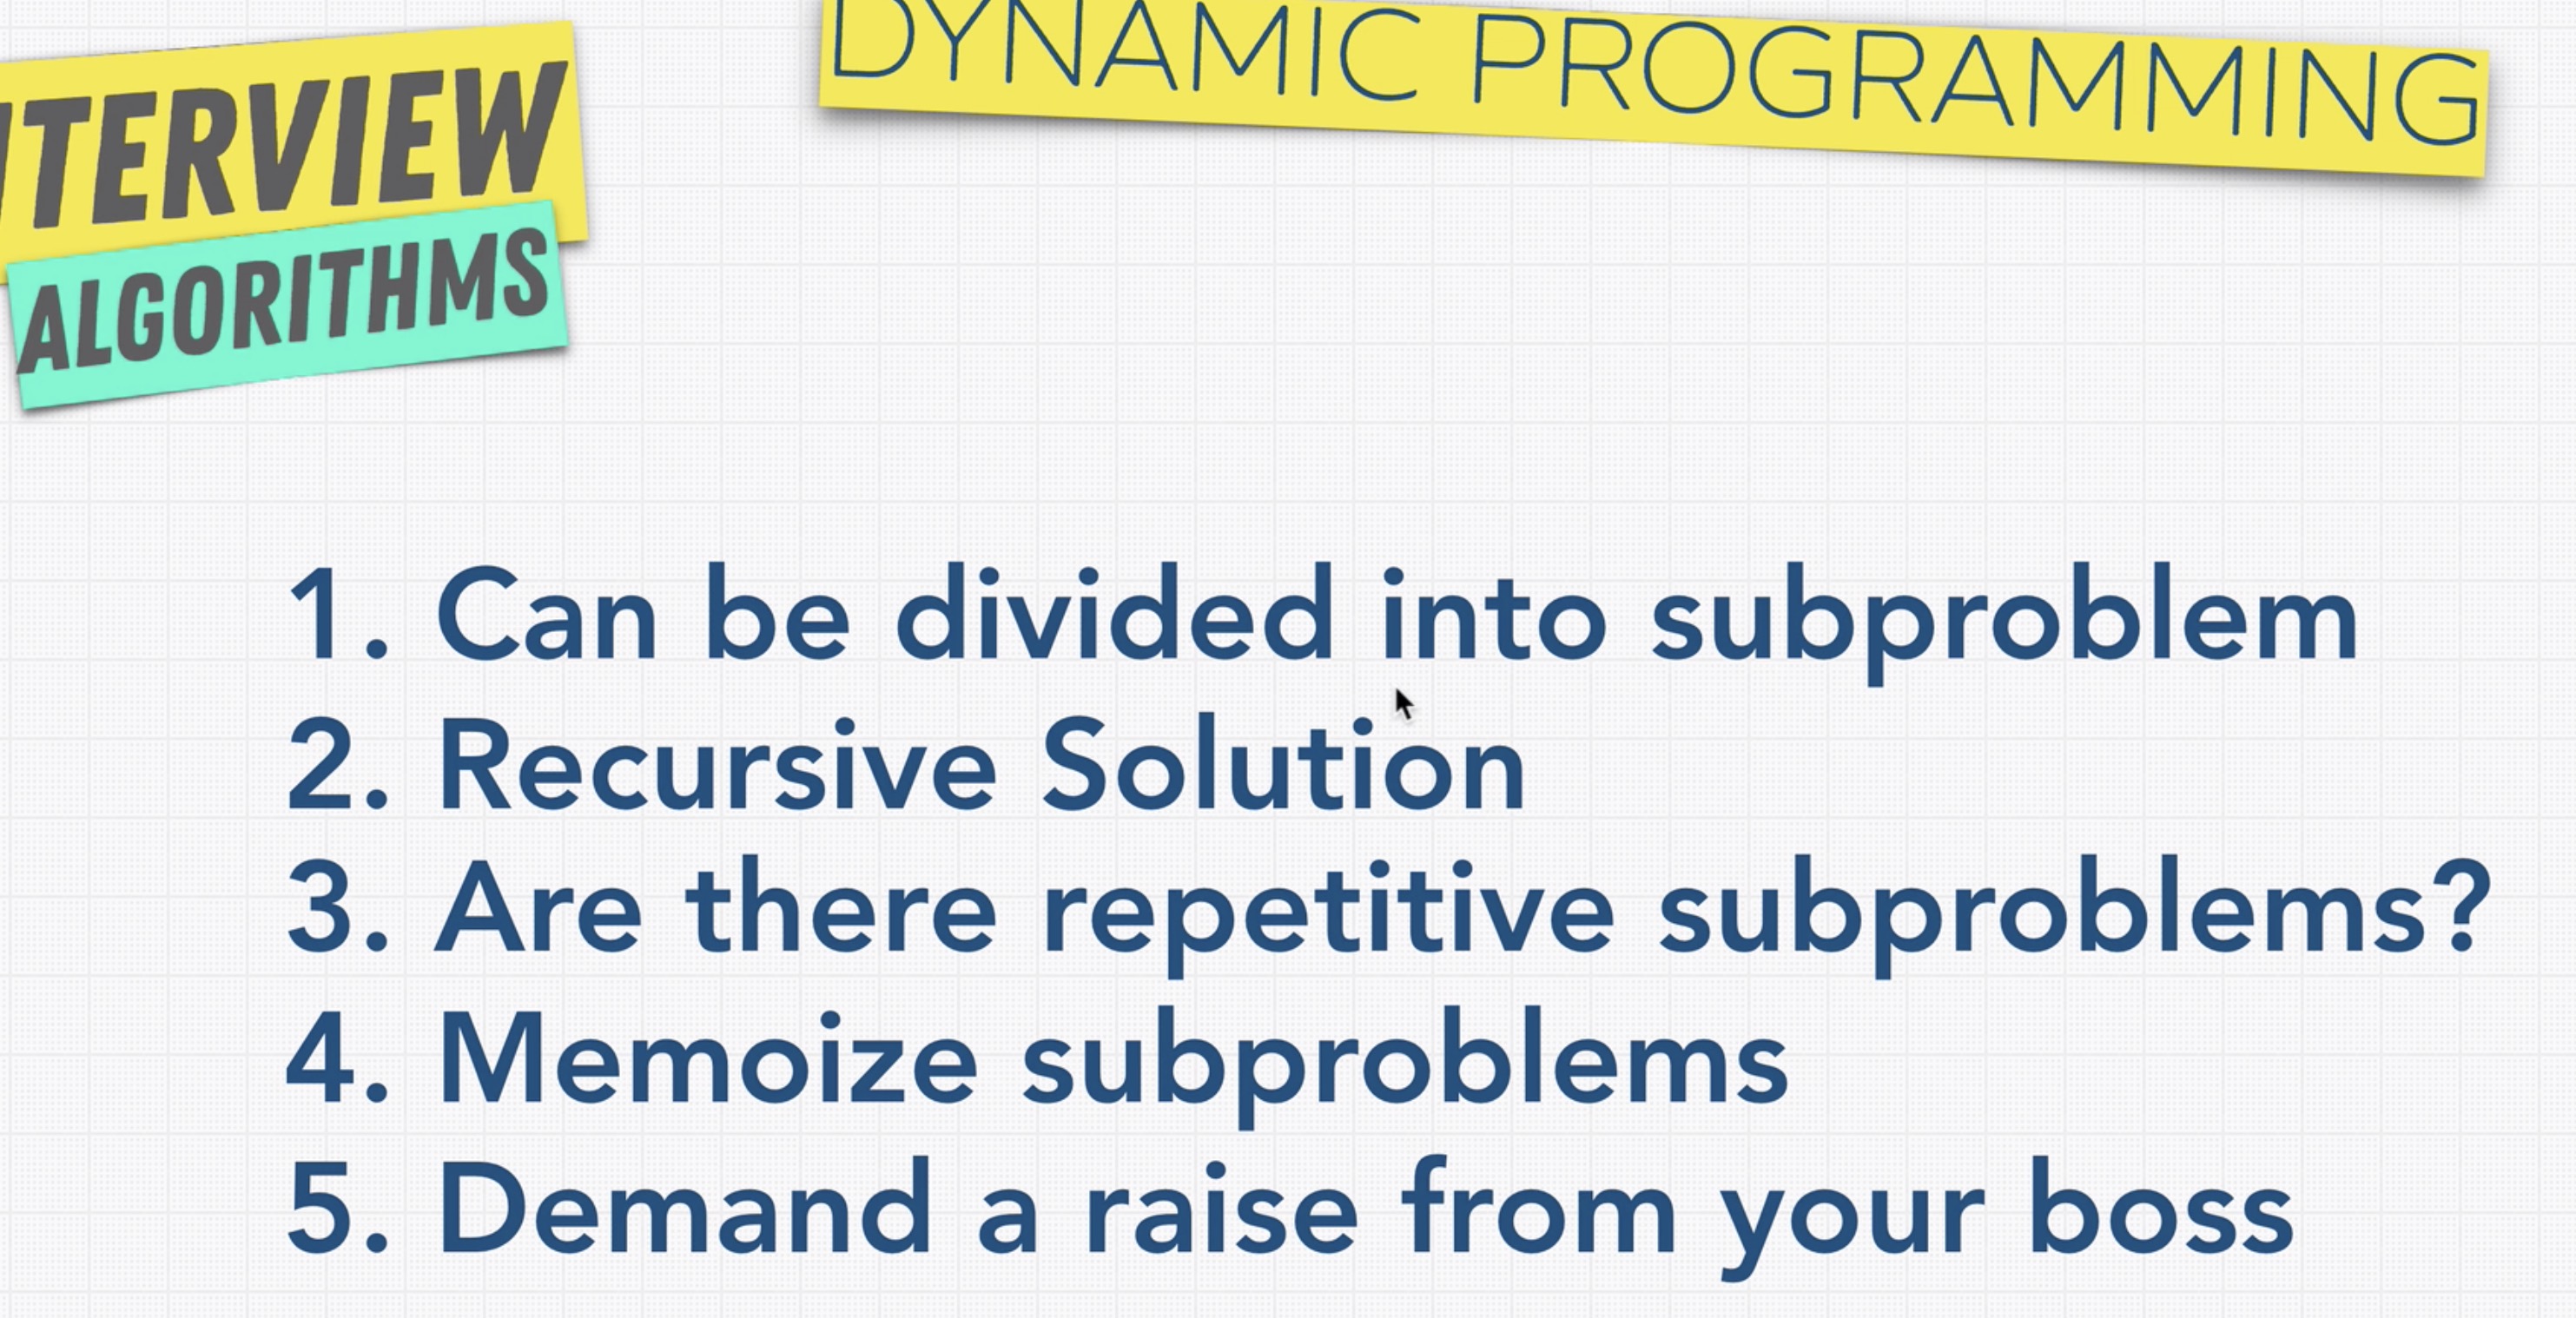 DYNAMIC PROGRAMMING
NTERVIEW
ALGORITHMS
1. Can be divided into subproblem
2. Recursive Solution
3. Are there repetitive subproblems?
4. Memoize subproblems
5. Demand a raise from your boss